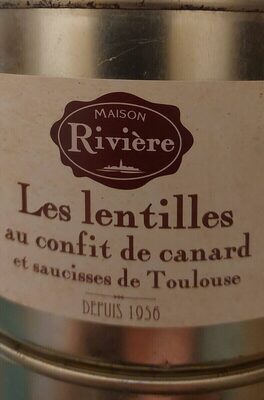 MAISON
Rivière
Les lentilles
au confit de canard
et saucisses de Toulouse
DEPUIS 1956